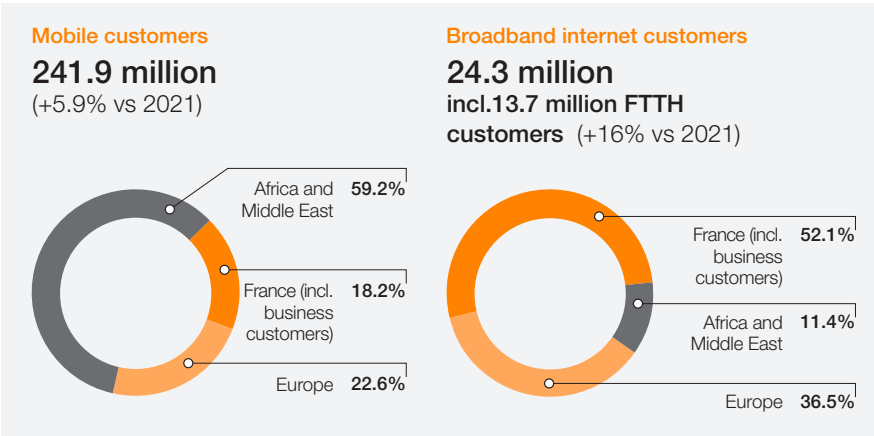 Mobile customers
241.9 million
(+5.9% vs 2021)
Africa and 59.2%
Middle East
France (incl. 18.2%
business
customers)
Europe 22.6%
Broadband internet customers
24.3 million
incl.13.7 million FTTH
customers (+16% vs 2021)
France (incl. 52.1%
business
customers)
Africa and 11.4%
Middle East
Europe 36.5%